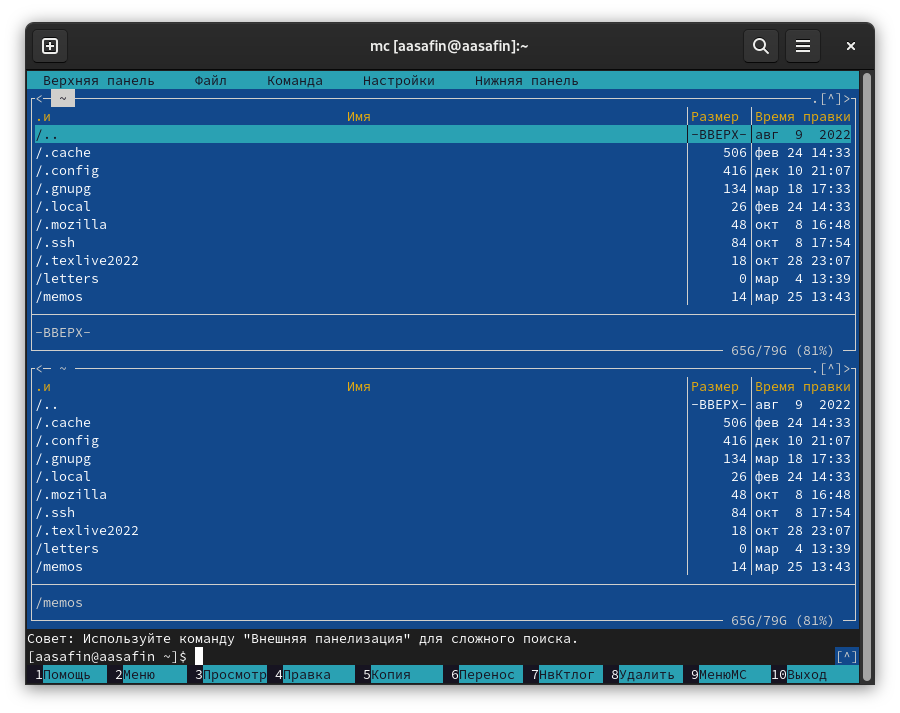 mc [aasafin@aasafin]:~
Верхняя панель Файл Команда Настройки Нижняя панель
<─ ~ .[^]>
.и Имя Размер Время правки
/.. -ВВЕРХ- авг 9 2022
/.cache 506 фев 24 14:33
/.config 416 дек 10 21:07
/.gnupg 134 мар 18 17:33
/.local 26 фев 24 14:33
/.mozilla 48 окт 8 16:48
/.ssh 84 окт 8 17:54
/.texlive2022 18 окт 28 23:07
/letters 0 мар 4 13:39
/memos 14 мар 25 13:43
-ВВЕРХ-
65G/79G (81%)
<─ ~ .[^]>
.и Имя Размер Время правки
/.. -ВВЕРХ- авг 9 2022
/.cache 506 фев 24 14:33
/.config 416 дек 10 21:07
/.gnupg 134 мар 18 17:33
/.local 26 фев 24 14:33
/.mozilla 48 окт 8 16:48
/.ssh 84 окт 8 17:54
/.texlive2022 18 окт 28 23:07
/letters 0 мар 4 13:39
/memos 14 мар 25 13:43
/memos
65G/79G (81%)
Совет: Используйте команду "Внешняя панелизация" для сложного поиска.
[aasafin@aasafin ~]$ [^]
1Помощь 2Меню 3Просмотр 4Правка 5Копия 6Перенос 7НвКтлог 8Удалить 9МенюMC 10Выход